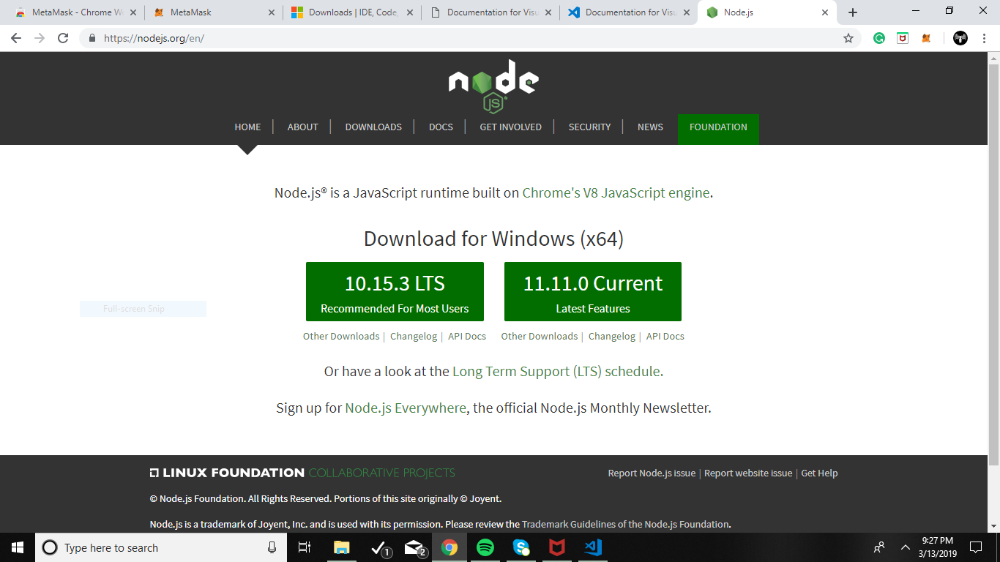 MetaMask - Chrome W
MetaMask
Downloads | IDE, Code,
Documentation for Visu
Documentation for Visu
Node.js
https://nodejs.org/en/
node
JS
HOME
ABOUT
DOWNLOADS
DOCS
GET INVOLVED
SECURITY
NEWS
FOUNDATION
Node.js® is a JavaScript runtime built on Chrome's V8 JavaScript engine.
Download for Windows (x64)
10.15.3 LTS
Recommended For Most Users
11.11.0 Current
Latest Features
Other Downloads | Changelog | API Docs
Other Downloads | Changelog | API Docs
Full-screen Snip
Or have a look at the Long Term Support (LTS) schedule.
Sign up for Node.js Everywhere, the official Node.js Monthly Newsletter.
LINUX FOUNDATION COLLABORATIVE PROJECTS
Report Node.js issue | Report website issue | Get Help
© Node.js Foundation. All Rights Reserved. Portions of this site originally © Joyent.
Node.js is a trademark of Joyent, Inc. and is used with its permission. Please review the Trademark Guidelines of the Node.js Foundation.
Type here to search
1
2
9:27 PM
3/13/2019